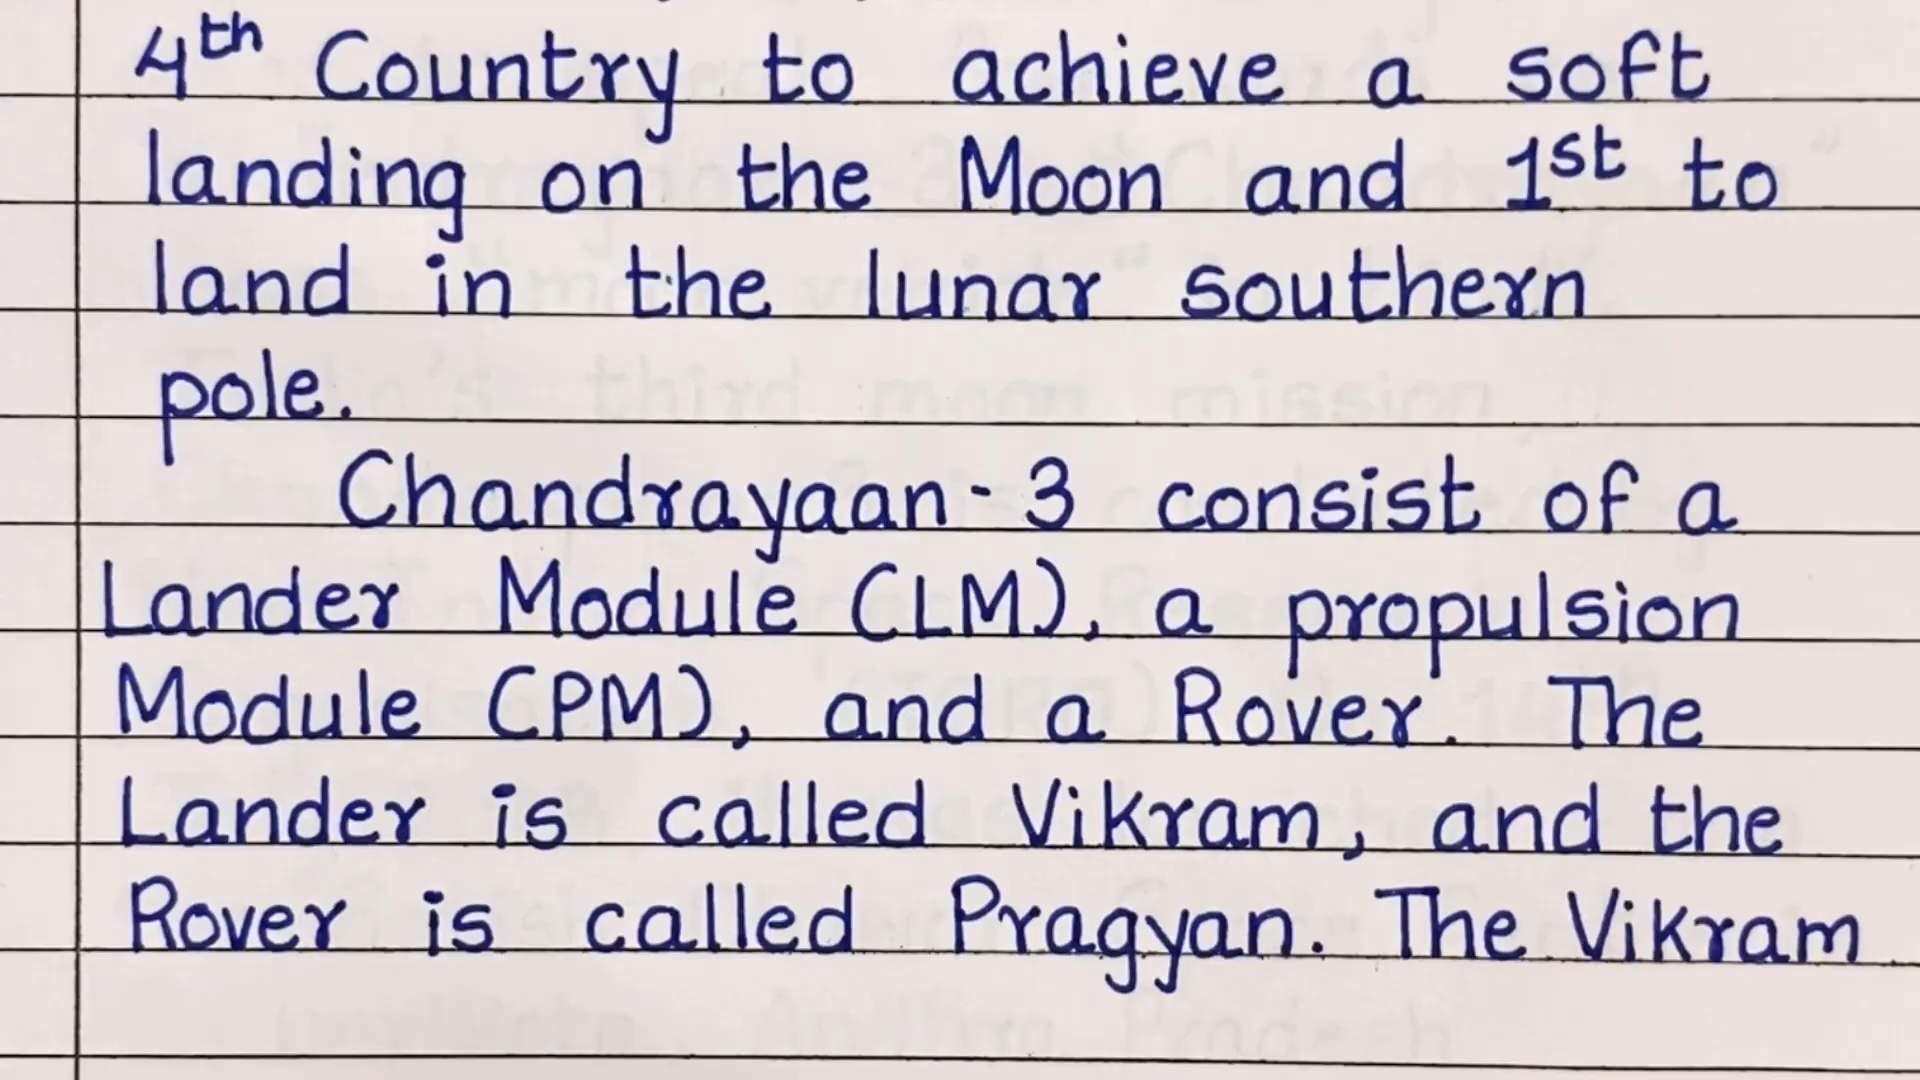 4th Country to achieve a soft
landing on the Moon and 1st to
land in the lunar southern
pole.
Chandrayaan-3 consist of a
Lander Module (LM), a propulsion
Module (PM), and a Rover. The
Lander is called Vikram, and the
Rover is called Pragyan. The Vikram